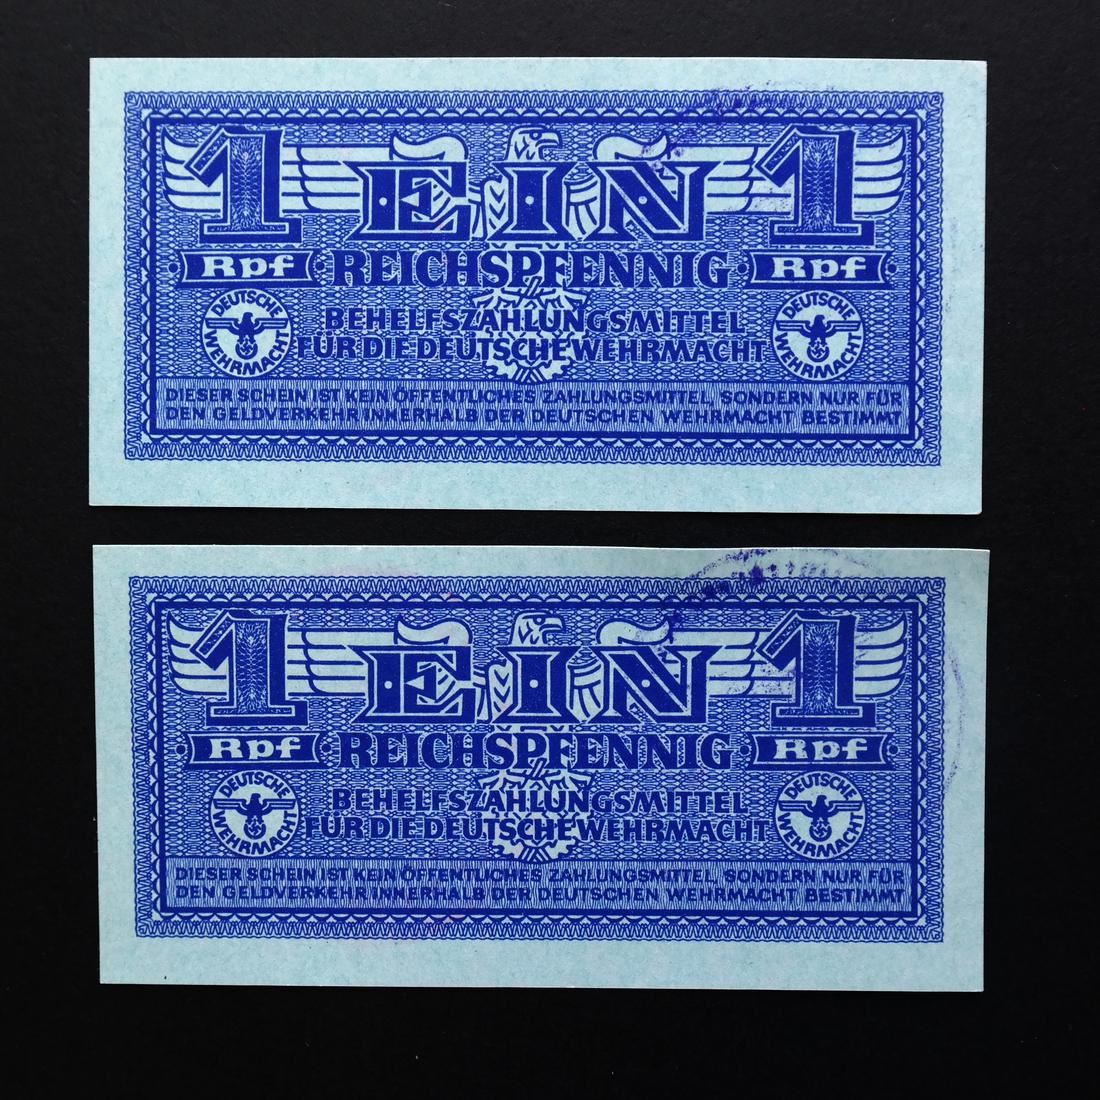 1 EIN 1
Rpf REICHSPFENNIG Rpf
DEUTSCHE WEHRMACHT
BEHELFSZAHLUNGSMITTEL
FÜR DIE DEUTSCHE WEHRMACHT
DEUTSCHE WEHRMACHT
DIESER SCHEIN IST KEIN ÖFFENTLICHES ZAHLUNGSMITTEL, SONDERN NUR FÜR
DEN GELDVERKEHR INNERHALB DER DEUTSCHEN WEHRMACHT BESTIMMT
1 EIN 1
Rpf REICHSPFENNIG Rpf
DEUTSCHE WEHRMACHT
BEHELFSZAHLUNGSMITTEL
FÜR DIE DEUTSCHE WEHRMACHT
DEUTSCHE WEHRMACHT
DIESER SCHEIN IST KEIN ÖFFENTLICHES ZAHLUNGSMITTEL, SONDERN NUR FÜR
DEN GELDVERKEHR INNERHALB DER DEUTSCHEN WEHRMACHT BESTIMMT